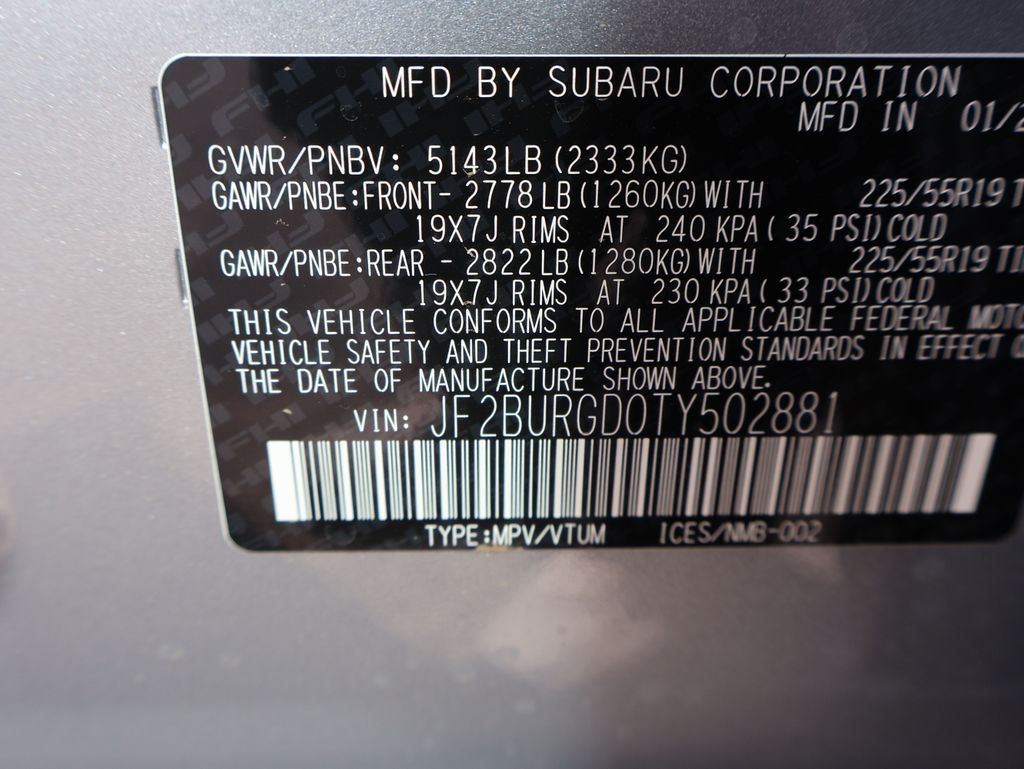 MFD BY SUBARU CORPORATION
MFD IN 01/2
GVWR/PNBV: 5143LB (2333KG)
GAWR/PNBE:FRONT- 2778 LB (1260KG) WITH 225/55R19 T
19X7J RIMS AT 240 KPA ( 35 PSI) COLD
GAWR/PNBE:REAR - 2822 LB (1280KG) WITH 225/55R19 TI
19X7J RIMS AT 230 KPA ( 33 PSI) COLD
THIS VEHICLE CONFORMS TO ALL APPLICABLE FEDERAL MOTO
VEHICLE SAFETY AND THEFT PREVENTION STANDARDS IN EFFECT O
THE DATE OF MANUFACTURE SHOWN ABOVE.
VIN: JF2BURGD0TY502881
TYPE:MPV/VTUM ICES/NMB-002